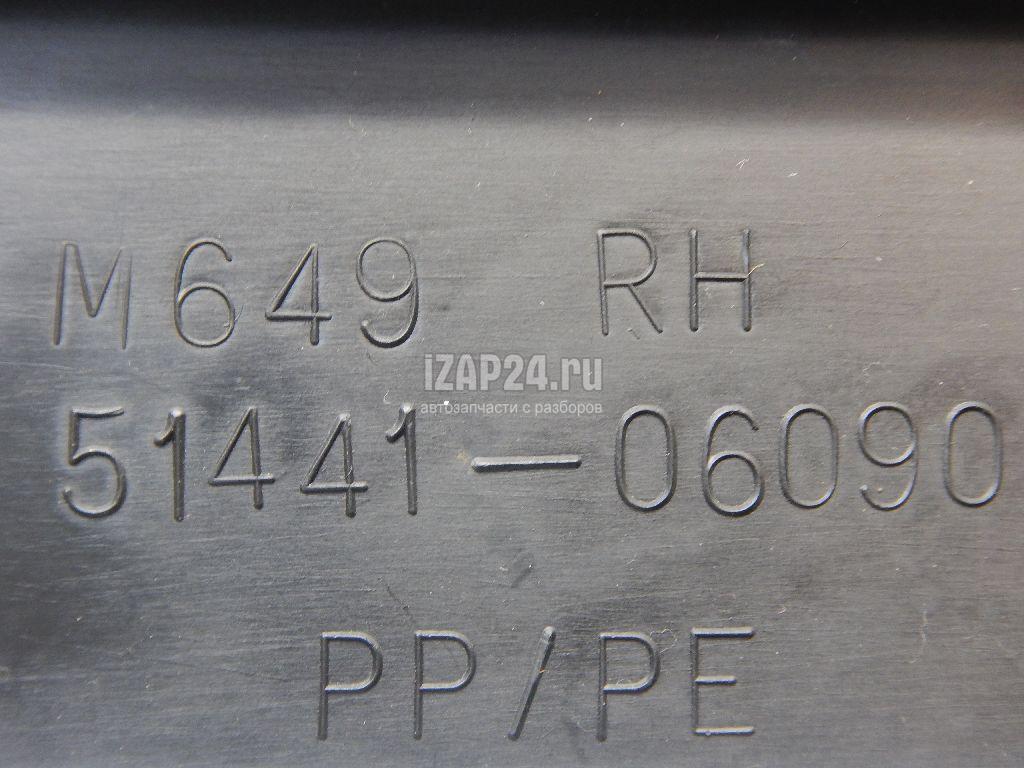 M649 RH
iZAP24.ru
автозапчасти с разборов
51441-06090
PP/PE